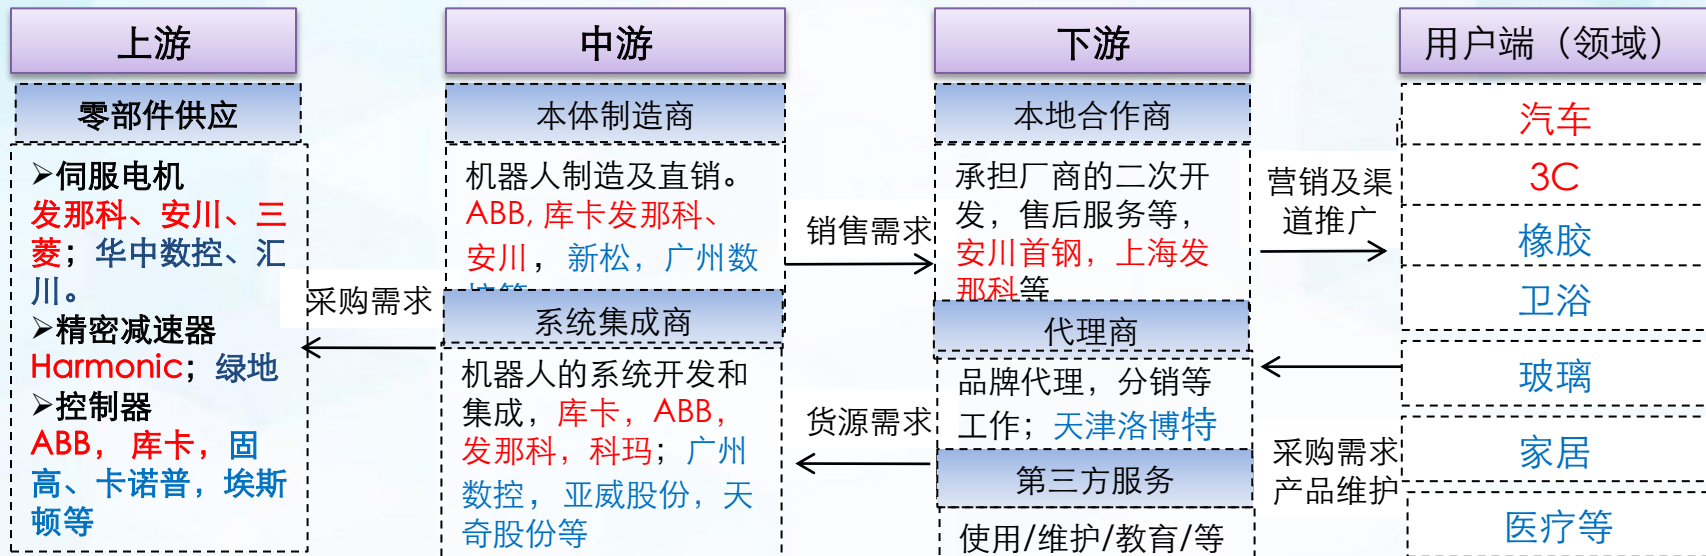 上游
零部件供应
➢伺服电机
发那科、安川、三
菱；华中数控、汇
川。
➢精密减速器
Harmonic；绿地
➢控制器
ABB， 库卡，固
高、卡诺普，埃斯
顿等
采购需求
中游
本体制造商
机器人制造及直销。
ABB, 库卡发那科、
安川， 新松，广州数
系统集成商
机器人的系统开发和
集成，库卡，ABB，
发那科，科玛；广州
数控，亚威股份，天
奇股份等
销售需求
货源需求
下游
本地合作商
承担厂商的二次开
发，售后服务等，
安川首钢，上海发
那科等
代理商
品牌代理，分销等
工作；天津洛博特
第三方服务
使用/维护/教育/等
营销及渠
道推广
采购需求
产品维护
用户端（领域）
汽车
3C
橡胶
卫浴
玻璃
家居
医疗等